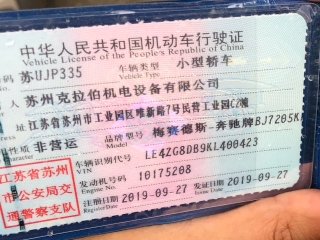 中华人民共和国机动车行驶证
Vehicle License of the People's Republic of China
苏UJP335 车辆类型 小型轿车
Vehicle Type
苏州克拉伯机电设备有限公司
江苏省苏州市工业园区唯新路7号民营工业区C2滩
非营运 品牌型号 梅赛德斯-奔驰牌BJ7205K
车辆识别代号 LE4ZG8DB9KL400423
发动机号码 10175208
Engine No.
注册日期 2019-09-27 发证日期 2019-09-27
Register Date Issue Date
江苏省苏州
市公安局交
通警察支队